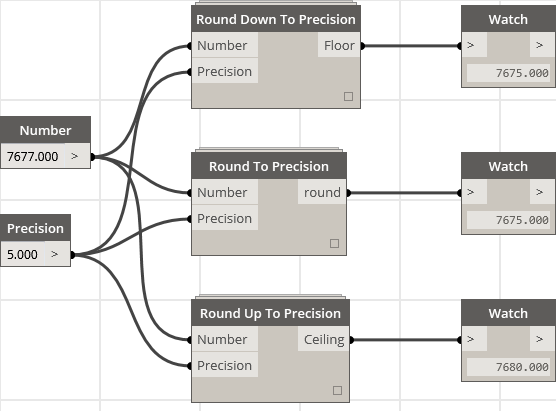 Round Down To Precision
Number Floor
Precision
Watch
> >
7675.000
Number
7677.000 >
Precision
5.000 >
Round To Precision
Number round
Precision
Watch
> >
7675.000
Round Up To Precision
Number Ceiling
Precision
Watch
> >
7680.000